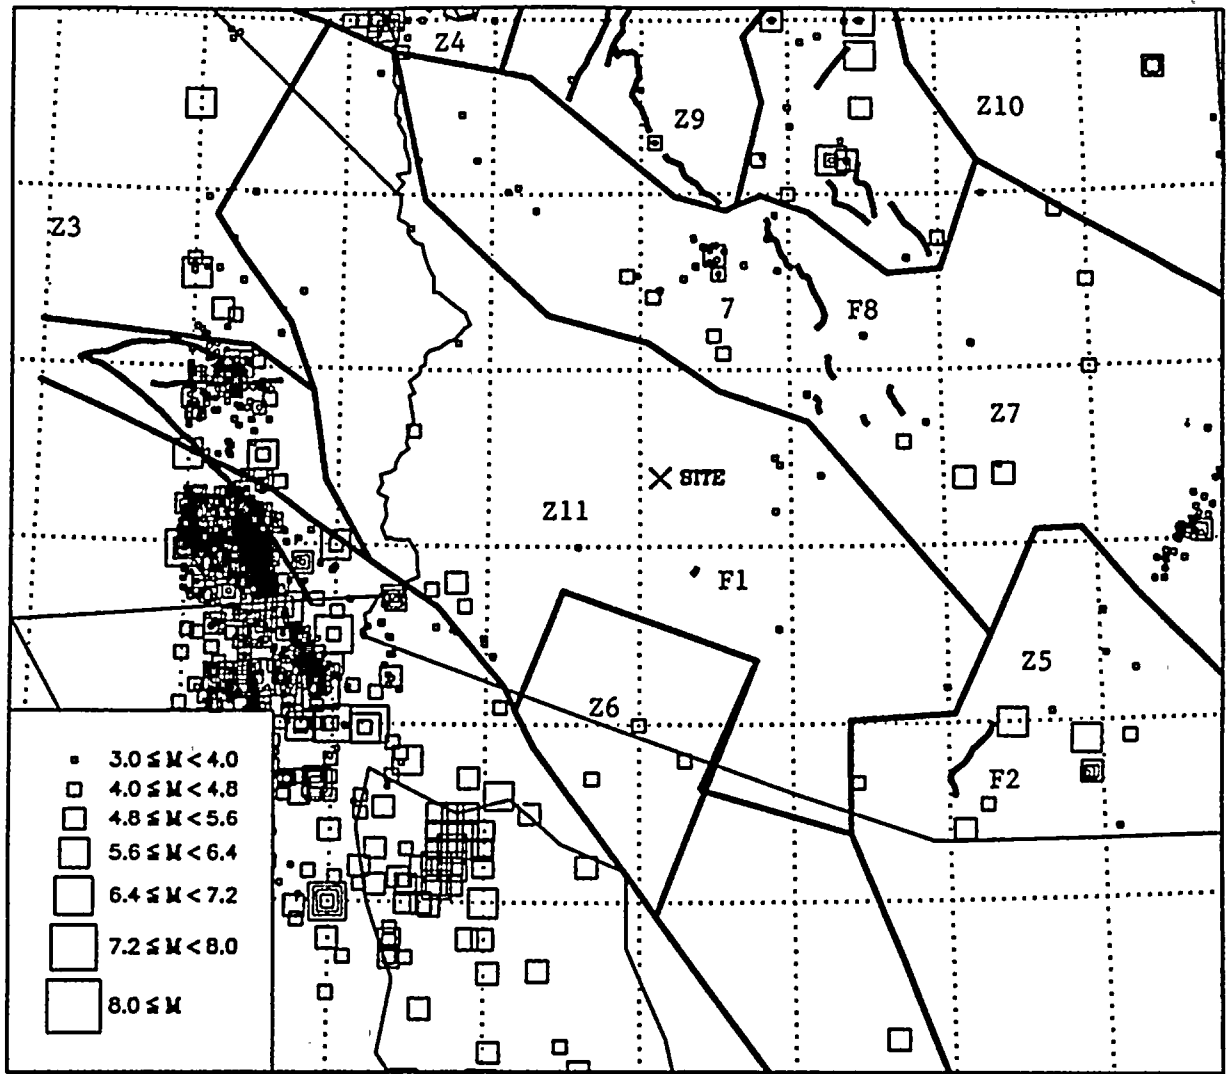 Z4
Z9
Z10
Z3
7
F8
Z7
SITE
Z11
F1
Z5
Z6
F2
3.0 ≤ M < 4.0
4.0 ≤ M < 4.8
4.8 ≤ M < 5.6
5.6 ≤ M < 6.4
6.4 ≤ M < 7.2
7.2 ≤ M < 8.0
8.0 ≤ M